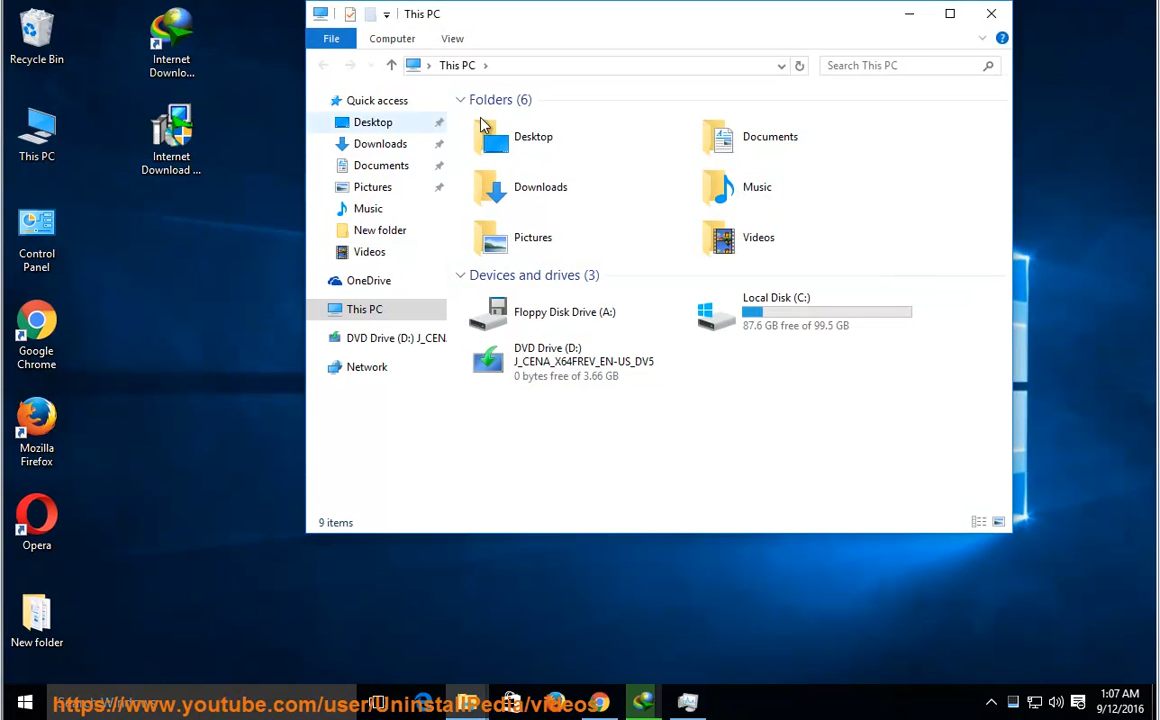 Recycle Bin
Internet
Downlo...
This PC
Internet
Download ...
Control
Panel
Google
Chrome
Mozilla
Firefox
Opera
New folder
This PC
File
Computer
View
This PC
Search This PC
Quick access
Desktop
Downloads
Documents
Pictures
Music
New folder
Videos
OneDrive
This PC
DVD Drive (D:) J_CEN.
Network
Folders (6)
Desktop
Documents
Downloads
Music
Pictures
Videos
Devices and drives (3)
Floppy Disk Drive (A:)
Local Disk (C:)
87.6 GB free of 99.5 GB
DVD Drive (D:)
J_CENA_X64FREV_EN-US_DV5
0 bytes free of 3.66 GB
9 items
Search Windows
https://www.youtube.com/user/UninstallPedia/videos
1:07 AM
9/12/2016